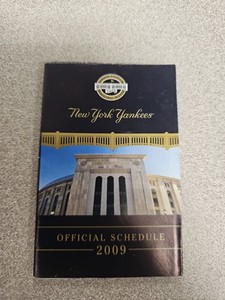 New York Yankees
OFFICIAL SCHEDULE
2009